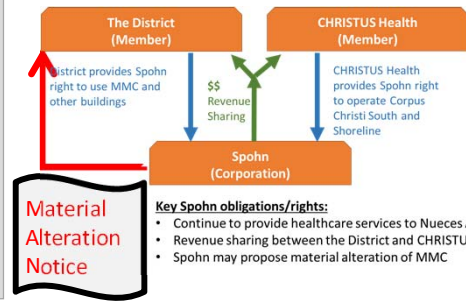 The District
(Member)
CHRISTUS Health
(Member)
District provides Spohn
right to use MMC and
other buildings
$$
Revenue
Sharing
CHRISTUS Health
provides Spohn right
to operate Corpus
Christi South and
Shoreline
Spohn
(Corporation)
Material
Alteration
Notice
Key Spohn obligations/rights:
• Continue to provide healthcare services to Nueces
• Revenue sharing between the District and CHRISTU
• Spohn may propose material alteration of MMC